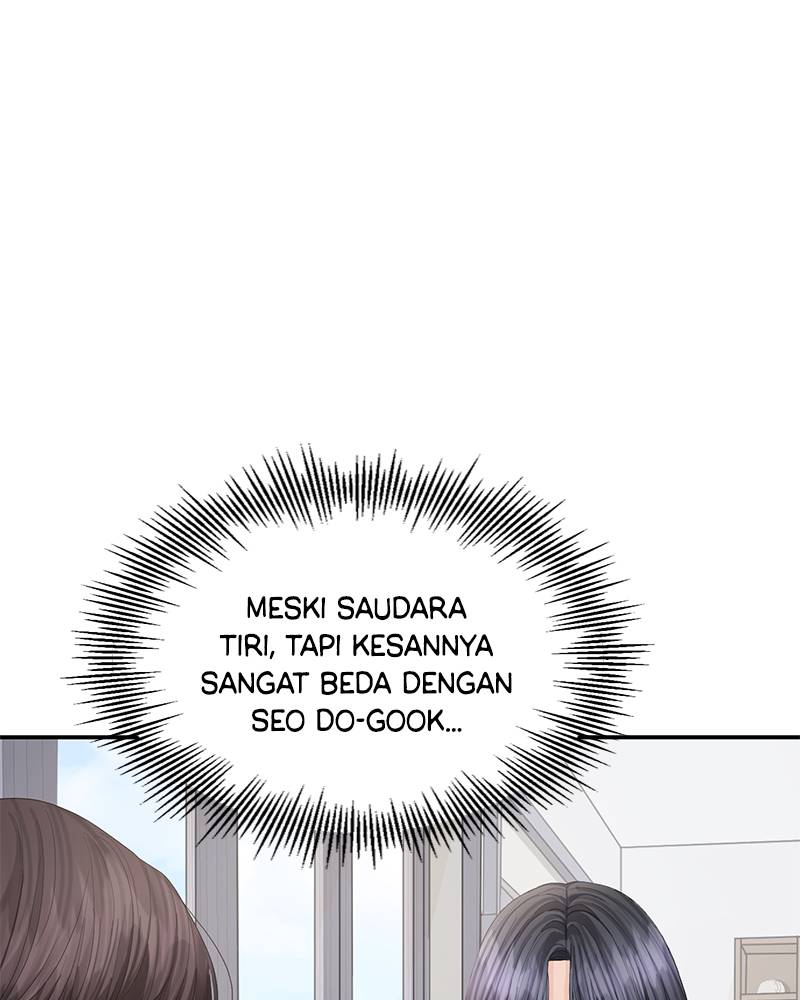 MESKI SAUDARA
TIRI, TAPI KESANNYA
SANGAT BEDA DENGAN
SEO DO-GOOK...